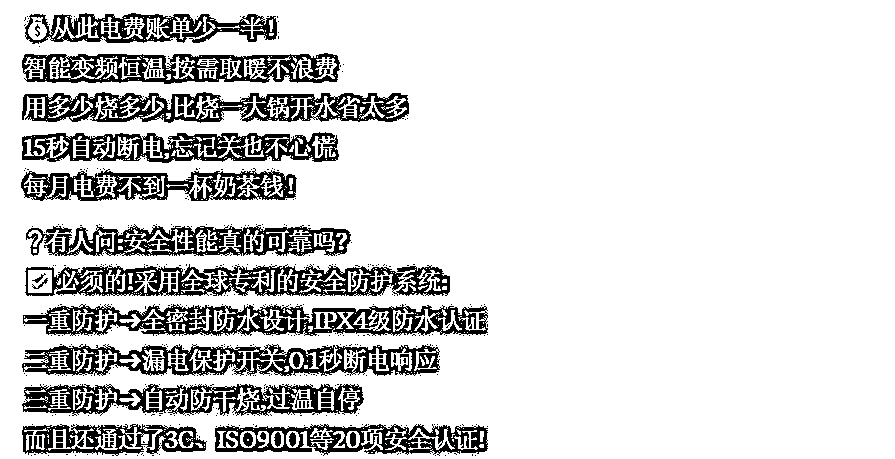 💰从此电费账单少一半!
智能变频恒温,按需取暖不浪费
用多少烧多少,比烧一大锅开水省太多
15秒自动断电,忘记关也不心慌
每月电费不到一杯奶茶钱!
❓有人问:安全性能真的可靠吗?
✅必须的!采用全球专利的安全防护系统:
一重防护→全密封防水设计,IPX4级防水认证
二重防护→漏电保护开关,0.1秒断电响应
三重防护→自动防干烧,过温自停
而且还通过了3C、ISO9001等20项安全认证!